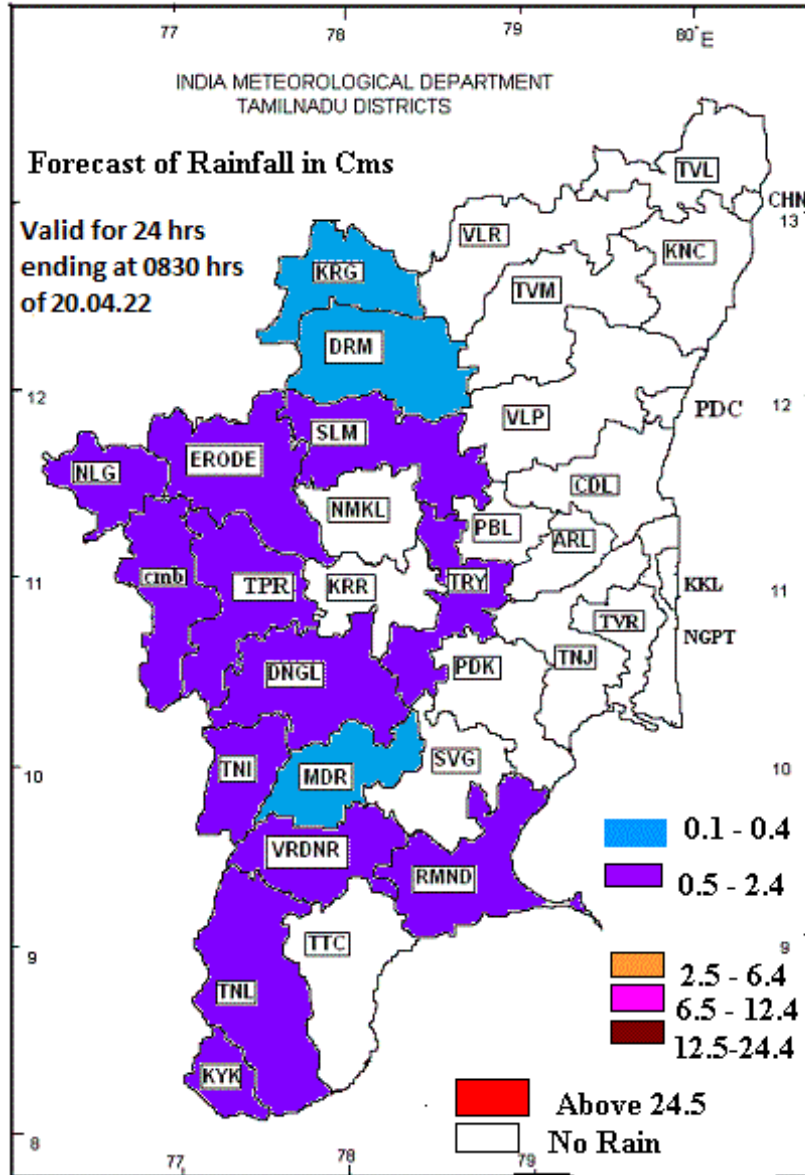 77 78 79 80°E
INDIA METEOROLOGICAL DEPARTMENT
TAMILNADU DISTRICTS
Forecast of Rainfall in Cms
TVL
CHN
13
Valid for 24 hrs
ending at 0830 hrs
of 20.04.22
VLR
KNC
KRG
TVM
DRM
12
12
PDC
SLM
VLP
ERODE
NLG
CDL
NMKL
PBL
ARL
11
cmb
TPR
KRR
TRY
KKL
11
TVR
NGPT
DNGL
PDK
TNJ
10
TNI
MDR
SVG
10
0.1 - 0.4
VRDNR
RMND
0.5 - 2.4
9
TTC
9
2.5 - 6.4
TNL
6.5 - 12.4
12.5-24.4
KYK
Above 24.5
8
No Rain
77 78 79